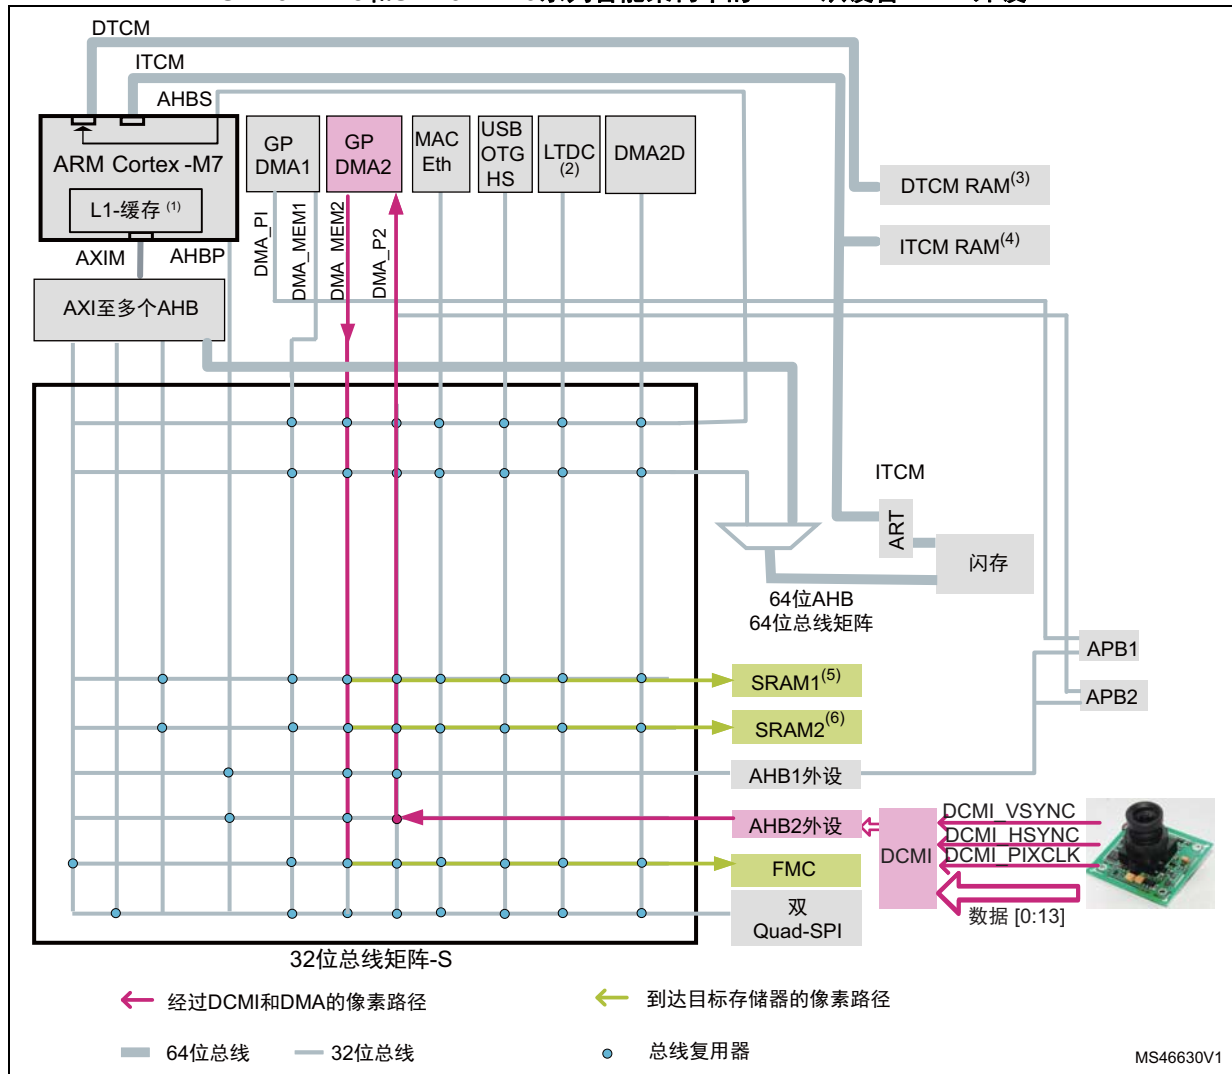 DTCM
ITCM
AHBS
ARM Cortex -M7
L1-缓存 (1)
GP
DMA1
GP
DMA2
MAC
Eth
USB
OTG
HS
LTDC
(2)
DMA2D
DTCM RAM(3)
ITCM RAM(4)
AXIM
AHBP
DMA_PI
DMA_MEM1
DMA_MEM2
DMA_P2
AXI至多个AHB
ITCM
ART
闪存
64位AHB
64位总线矩阵
APB1
APB2
SRAM1(5)
SRAM2(6)
AHB1外设
AHB2外设
FMC
双
Quad-SPI
DCMI
DCMI_VSYNC
DCMI_HSYNC
DCMI_PIXCLK
数据 [0:13]
32位总线矩阵-S
经过DCMI和DMA的像素路径
到达目标存储器的像素路径
64位总线
32位总线
总线复用器
MS46630V1